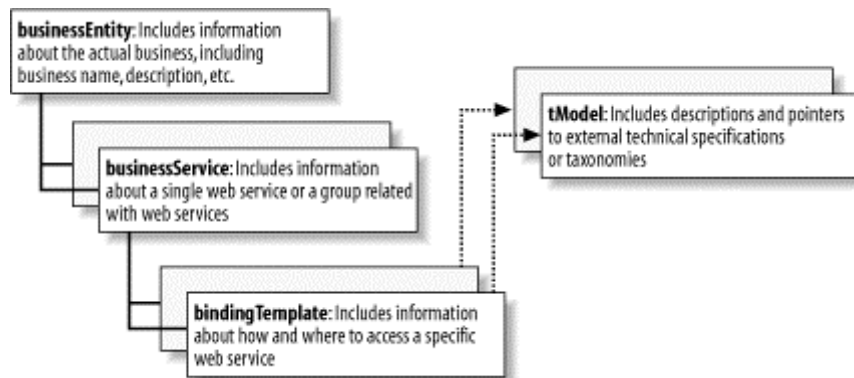 businessEntity: Includes information
about the actual business, including
business name, description, etc.
tModel: Includes descriptions and pointers
to external technical specifications
or taxonomies
businessService: Includes information
about a single web service or a group related
with web services
bindingTemplate: Includes information
about how and where to access a specific
web service